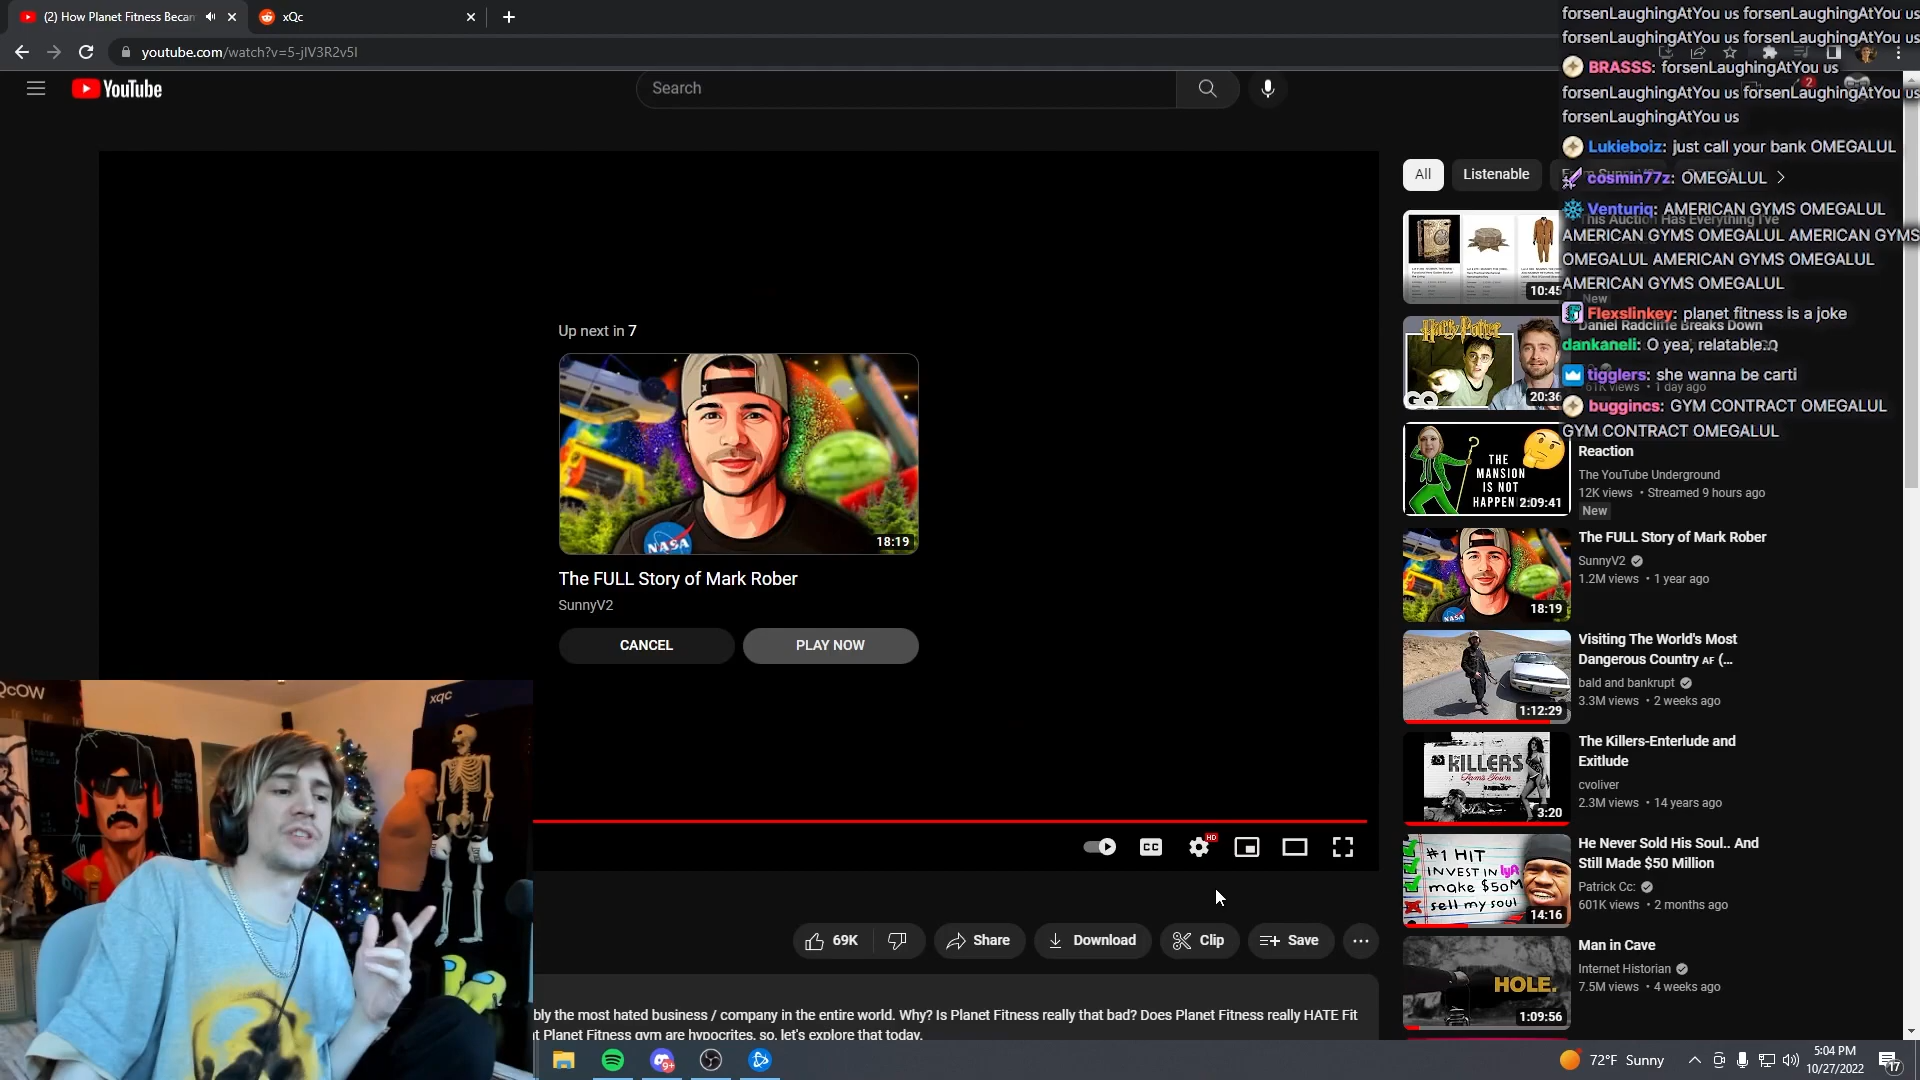 (2) How Planet Fitness Becam
xQc
youtube.com/watch?v=5-jIV3R2v5I
YouTube
Search
2
forsenLaughingAtYou us forsenLaughingAtYou us
forsenLaughingAtYou us forsenLaughingAtYou us
BRASSS: forsenLaughingAtYou us
forsenLaughingAtYou us forsenLaughingAtYou us
forsenLaughingAtYou us
Lukieboiz: just call your bank OMEGALUL
cosmin77z: OMEGALUL
Venturiq: AMERICAN GYMS OMEGALUL
AMERICAN GYMS OMEGALUL AMERICAN GYMS
OMEGALUL AMERICAN GYMS OMEGALUL
AMERICAN GYMS OMEGALUL
Flexslinkey: planet fitness is a joke
dankaneli: O yea, relatable..
tigglers: she wanna be carti
buggincs: GYM CONTRACT OMEGALUL
GYM CONTRACT OMEGALUL
All
Listenable
This Auction Has Everything I've
10:45
New
Harry Potter
GQ
20:36
Daniel Radcliffe Breaks Down
61K views • 1 day ago
THE
MANSION
IS NOT
HAPPEN
2:09:41
Reaction
The YouTube Underground
12K views • Streamed 9 hours ago
New
NASA
18:19
The FULL Story of Mark Rober
SunnyV2
1.2M views • 1 year ago
1:12:29
Visiting The World's Most
Dangerous Country AF (...
bald and bankrupt
3.3M views • 2 weeks ago
KILLERS
Sam's Town
3:20
The Killers-Enterlude and
Exitlude
cvoliver
2.3M views • 14 years ago
#1 HIT
INVEST IN lyft
make $50M
sell my soul
14:16
He Never Sold His Soul.. And
Still Made $50 Million
Patrick Cc:
601K views • 2 months ago
HOLE.
1:09:56
Man in Cave
Internet Historian
7.5M views • 4 weeks ago
Up next in 7
NASA
18:19
The FULL Story of Mark Rober
SunnyV2
CANCEL
PLAY NOW
CC
HD
69K
Share
Download
Clip
Save
bly the most hated business / company in the entire world. Why? Is Planet Fitness really that bad? Does Planet Fitness really HATE Fit
t Planet Fitness gym are hypocrites, so, let's explore that today.
QcOW
xqc
9+
72°F Sunny
5:04 PM
10/27/2022
17